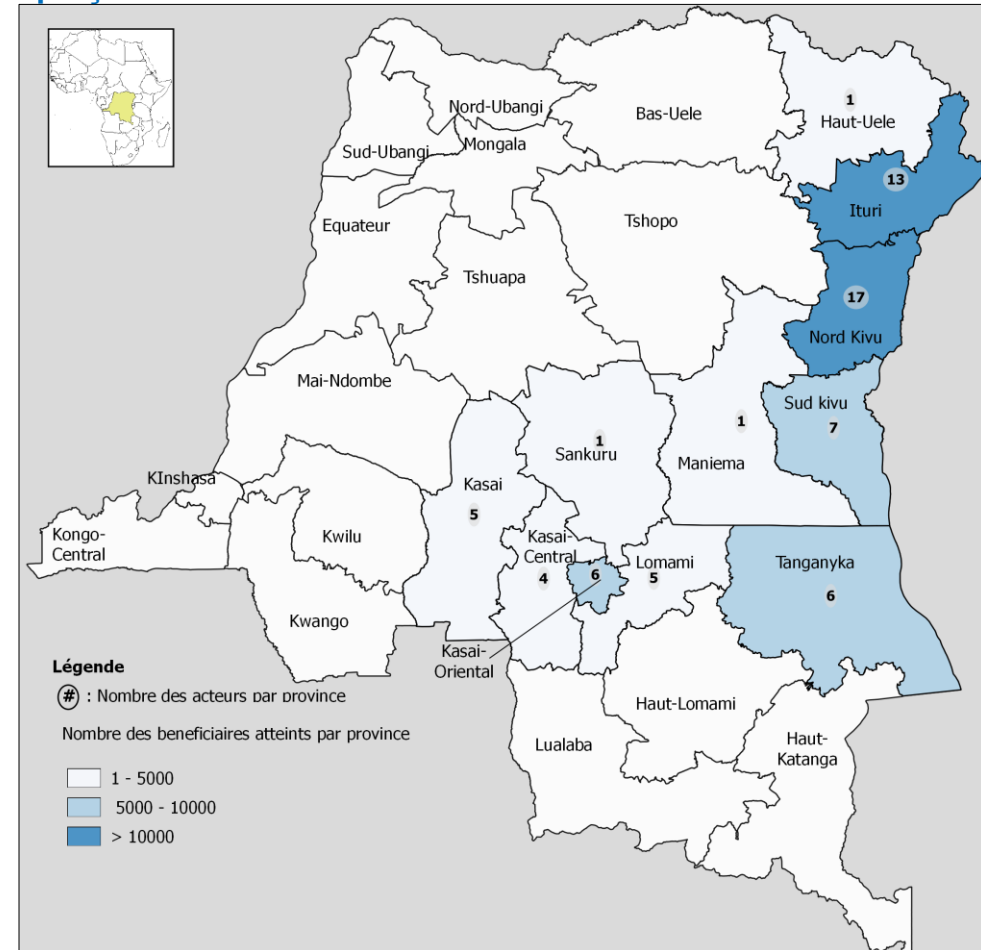 1
Haut-Uele
Bas-Uele
Nord-Ubangi
Mongala
Sud-Ubangi
13
Ituri
Equateur
Tshopo
Tshuapa
17
Nord Kivu
Mai-Ndombe
Sud kivu
7
1
Maniema
1
Sankuru
KInshasa
Kasai
5
Kongo-
Central
Kwilu
Kasai-
Central
4
6
Lomami
5
Tanganyka
6
Kwango
Kasai-
Oriental
Haut-Lomami
Lualaba
Haut-
Katanga
Légende
# : Nombre des acteurs par province
Nombre des beneficiaires atteints par province
1 - 5000
5000 - 10000
> 10000